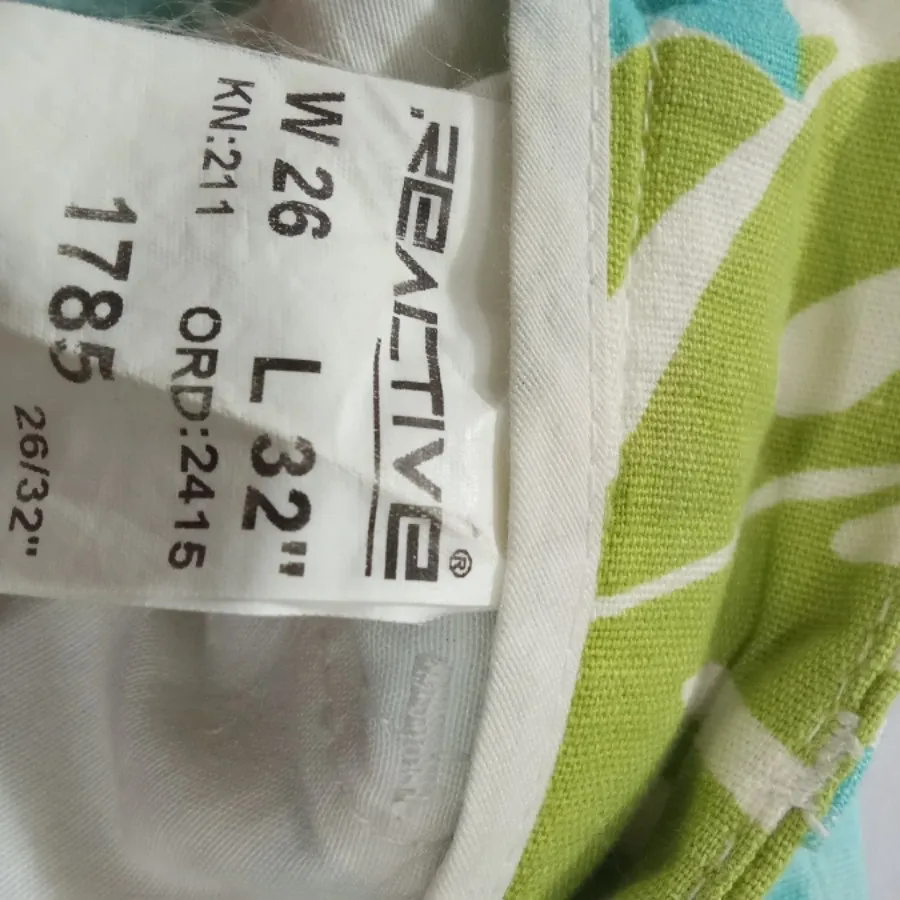 REACTIVE®
W 26 L 32"
KN:211 ORD:2415
1785
26/32"